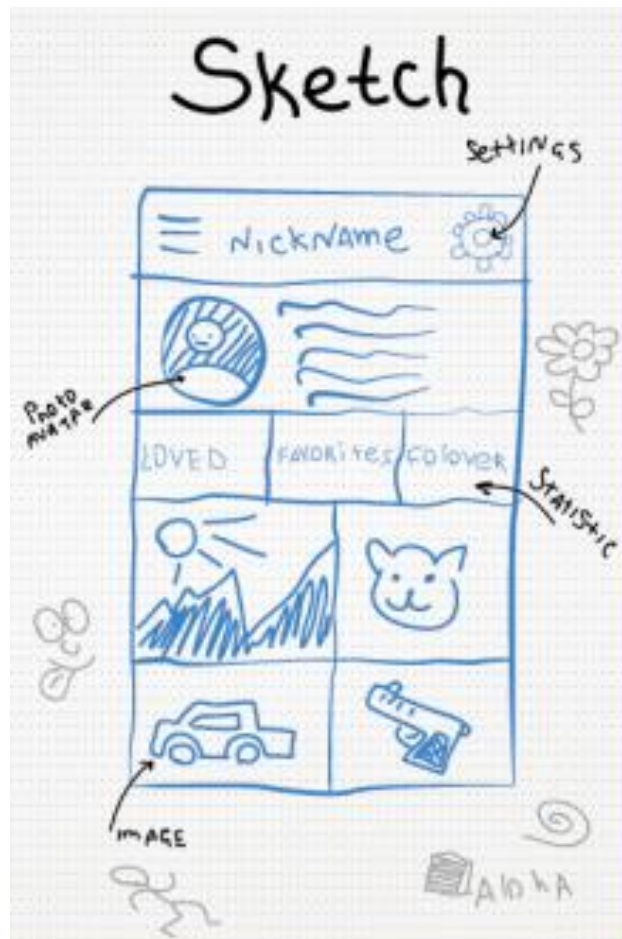 Sketch
SettINGS
NickNAme
PHOtO
AVATAR
LOVED FAVORites FOlOVER
StAtIStIC
imAGE
AlOhA